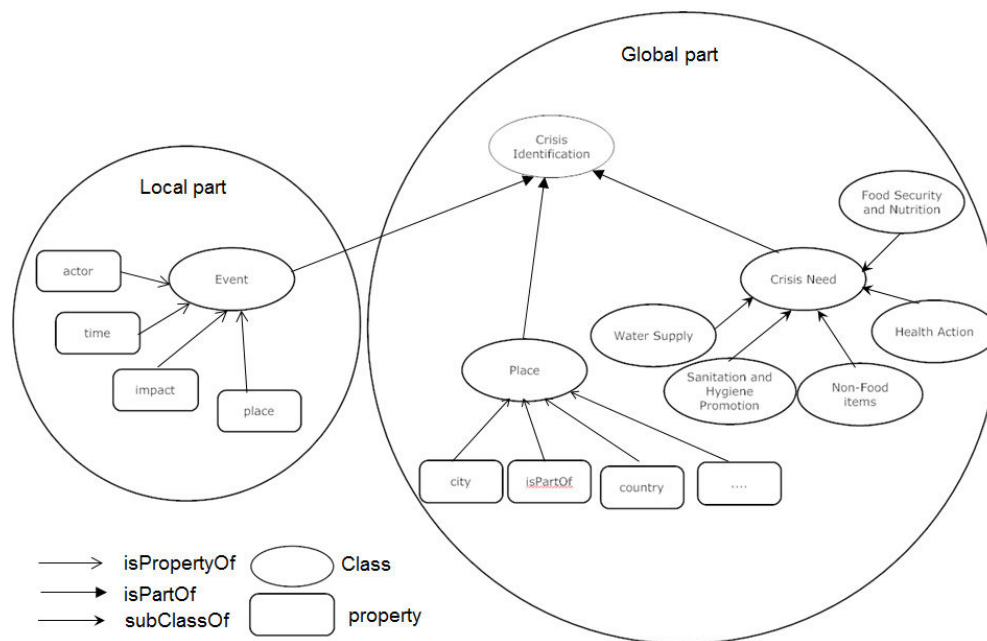 Global part
Crisis
Identification
Local part
Food Security
and Nutrition
actor
Event
Crisis Need
time
Water Supply
Health Action
impact
place
Place
Sanitation and
Hygiene
Promotion
Non-Food
items
city
isPartOf
country
....
isPropertyOf
Class
isPartOf
subClassOf
property